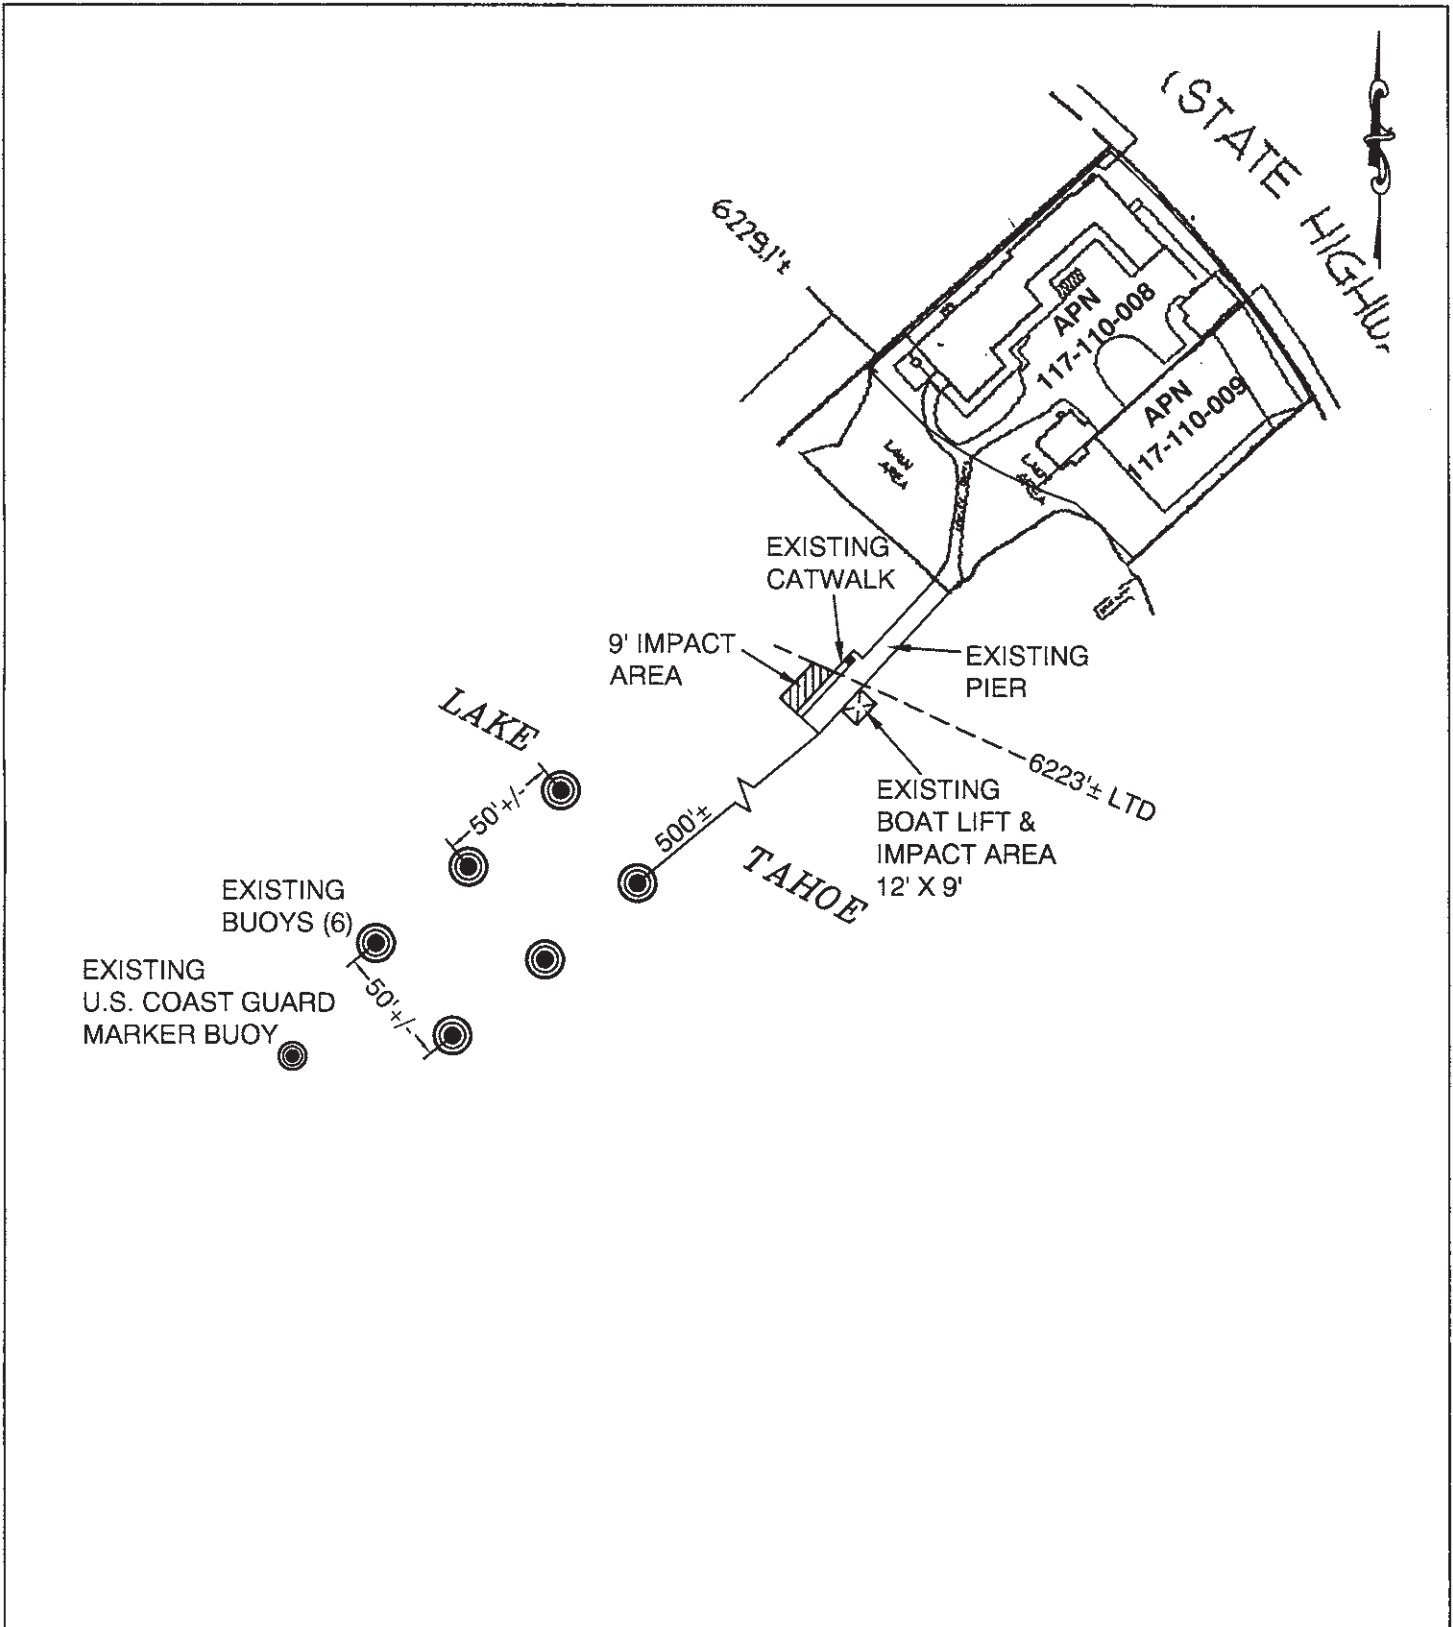 (STATE HIGHW
6229.1'±
APN
117-110-008
APN
117-110-009
LAWN
AREA
EXISTING
CATWALK
9' IMPACT
AREA
EXISTING
PIER
LAKE
6223'± LTD
50'+/-
EXISTING
BOAT LIFT &
IMPACT AREA
12' X 9'
500'±
TAHOE
EXISTING
BUOYS (6)
EXISTING
U.S. COAST GUARD
MARKER BUOY
50'+/-